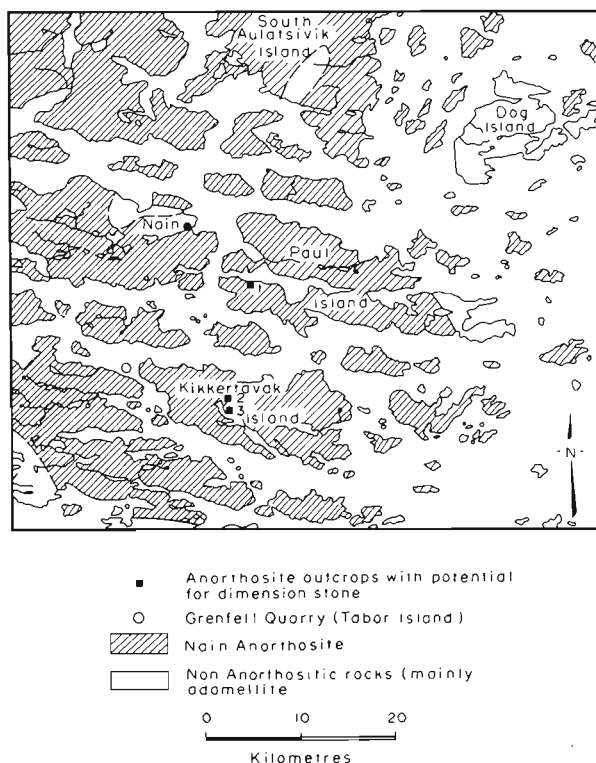 South
Aulatsivik
Island
Dog
Island
Nain
Paul
1
Island
Kikkertavak
2
3 Island
N
Anorthosite outcrops with potential
for dimension stone
Grenfell Quarry (Tabor Island)
Nain Anorthosite
Non Anorthositic rocks (mainly
adamellite
0 10 20
Kilometres